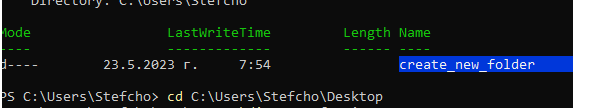 Directory: C:\Users\Stefcho
Mode                 LastWriteTime         Length Name
----                 -------------         ------ ----
d----          23.5.2023 г.     7:54                create_new_folder
PS C:\Users\Stefcho> cd C:\Users\Stefcho\Desktop